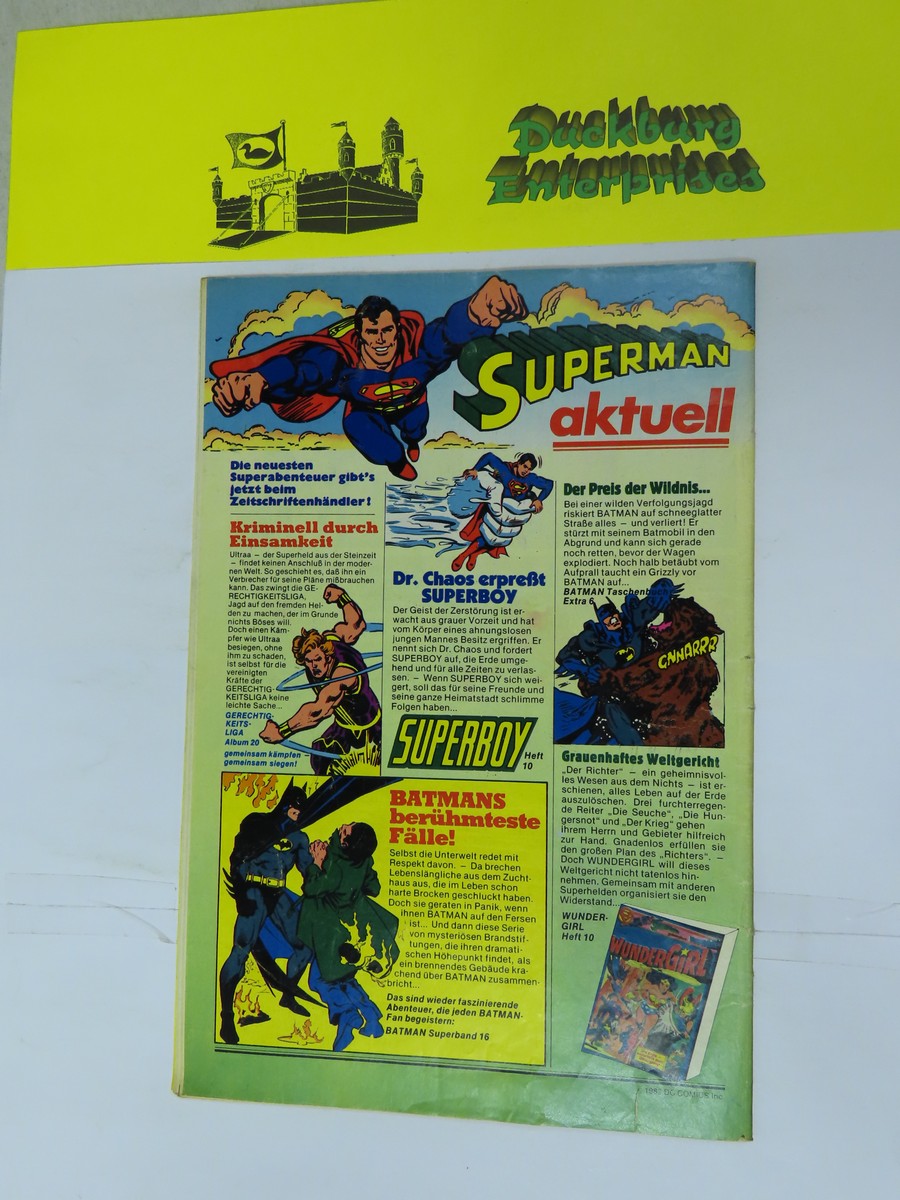 Duckburg
Enterprises
SUPERMAN
aktuell
Die neuesten
Superabenteuer gibt's
jetzt beim
Zeitschriftenhändler!
Kriminell durch
Einsamkeit
Ultraa – der Superheld aus der Steinzeit
– findet keinen Anschluß in der moder-
nen Welt. So geschieht es, daß ihn ein
Verbrecher für seine Pläne mißbrauchen
kann. Das zwingt die GE-
RECHTIGKEITSLIGA,
Jagd auf den fremden Hel-
den zu machen, der im Grunde
nichts Böses will.
Doch einen Käm-
pfer wie Ultraa
besiegen, ohne
ihm zu schaden,
ist selbst für die
vereinigten
Kräfte der
GERECHTIG-
KEITSLIGA keine
leichte Sache...
GERECHTIG-
KEITS-
LIGA
Album 20
gemeinsam kämpfen –
gemeinsam siegen!
Dr. Chaos erpreßt
SUPERBOY
Der Geist der Zerstörung ist er-
wacht aus grauer Vorzeit und hat
vom Körper eines ahnungslosen
jungen Mannes Besitz ergriffen. Er
nennt sich Dr. Chaos und fordert
SUPERBOY auf, die Erde umge-
hend und für alle Zeiten zu verlas-
sen. – Wenn SUPERBOY sich wei-
gert, soll das für seine Freunde und
seine ganze Heimatstadt schlimme
Folgen haben...
SUPERBOY
Heft
10
Der Preis der Wildnis...
Bei einer wilden Verfolgungsjagd
riskiert BATMAN auf schneeglatter
Straße alles – und verliert! Er
stürzt mit seinem Batmobil in den
Abgrund und kann sich gerade
noch retten, bevor der Wagen
explodiert. Noch halb betäubt vom
Aufprall taucht ein Grizzly vor
BATMAN auf...
BATMAN Taschenbuch
Extra 6
GNNARRR
Grauenhaftes Weltgericht
„Der Richter“ – ein geheimnisvol-
les Wesen aus dem Nichts – ist er-
schienen, alles Leben auf der Erde
auszulöschen. Drei furchterregen-
de Reiter „Die Seuche“, „Die Hun-
gersnot“ und „Der Krieg“ gehen
ihrem Herrn und Gebieter hilfreich
zur Hand. Gnadenlos erfüllen sie
den großen Plan des „Richters“. –
Doch WUNDERGIRL will dieses
Weltgericht nicht tatenlos hin-
nehmen. Gemeinsam mit anderen
Superhelden organisiert sie den
Widerstand...
WUNDER-
GIRL
Heft 10
WUNDERGIRL
BATMANS
berühmteste
Fälle!
Selbst die Unterwelt redet mit
Respekt davon. – Da brechen
Lebenslängliche aus dem Zucht-
haus aus, die im Leben schon
harte Brocken geschluckt haben.
Doch sie geraten in Panik, wenn
ihnen BATMAN auf den Fersen
ist... Und dann diese Serie
von mysteriösen Brandstif-
tungen, die ihren dramati-
schen Höhepunkt findet, als
ein brennendes Gebäude kra-
chend über BATMAN zusammen-
bricht...
Das sind wieder faszinierende
Abenteuer, die jeden BATMAN-
Fan begeistern:
BATMAN Superband 16
DC COMICS Inc.